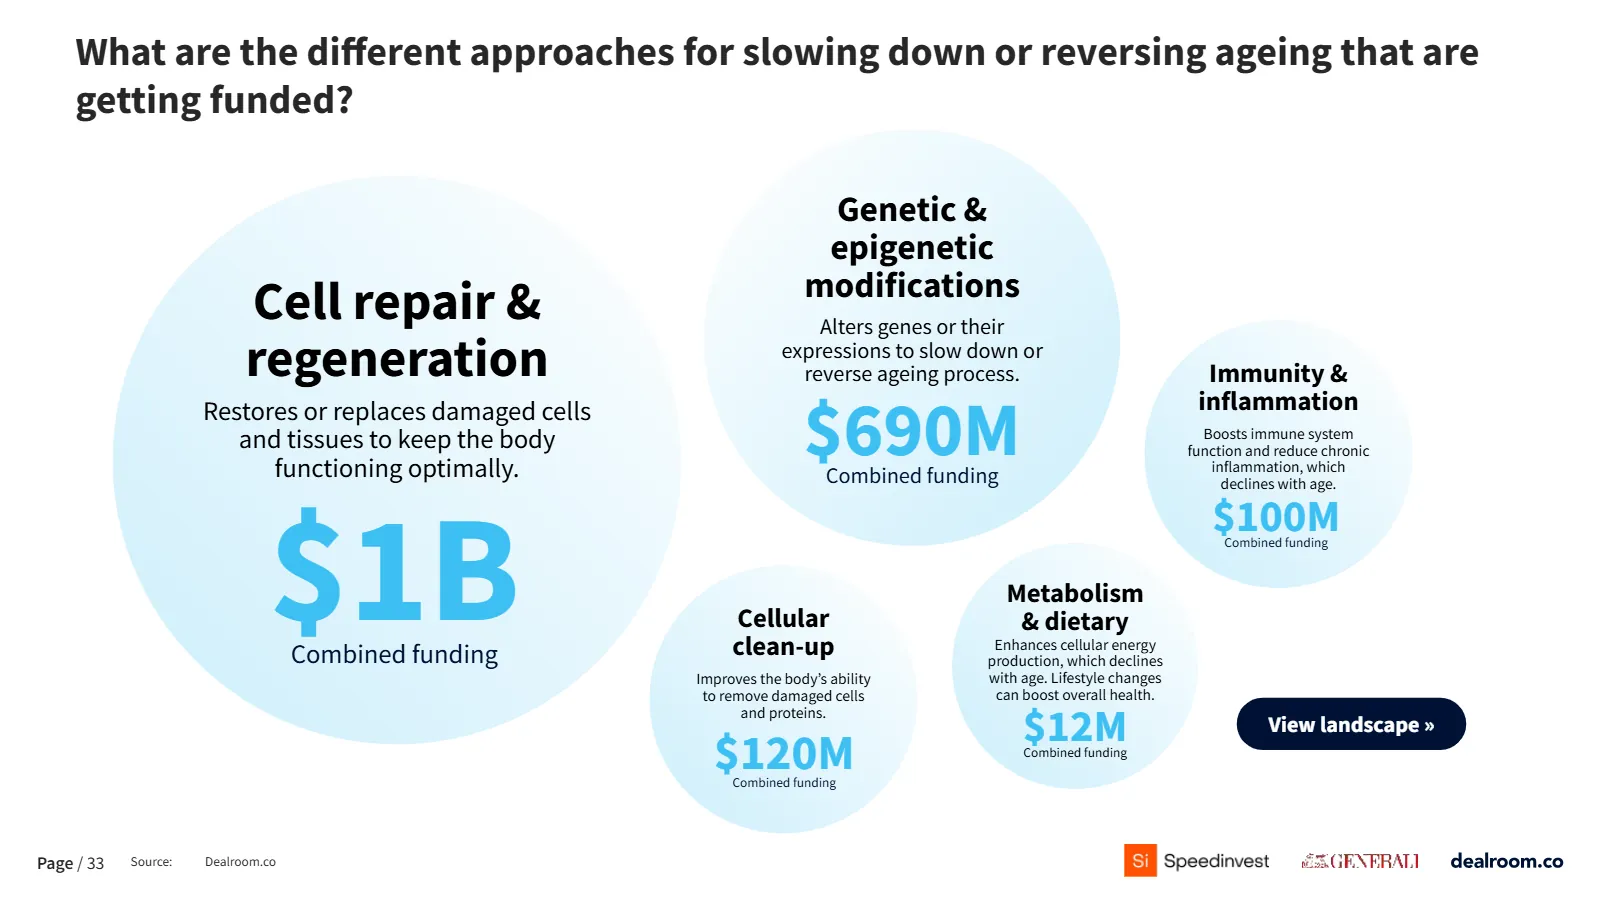 What are the different approaches for slowing down or reversing ageing that are
getting funded?
Cell repair &
regeneration
Restores or replaces damaged cells
and tissues to keep the body
functioning optimally.
$1B
Combined funding
Genetic &
epigenetic
modifications
Alters genes or their
expressions to slow down or
reverse ageing process.
$690M
Combined funding
Immunity &
inflammation
Boosts immune system
function and reduce chronic
inflammation, which
declines with age.
$100M
Combined funding
Cellular
clean-up
Improves the body’s ability
to remove damaged cells
and proteins.
$120M
Combined funding
Metabolism
& dietary
Enhances cellular energy
production, which declines
with age. Lifestyle changes
can boost overall health.
$12M
Combined funding
View landscape »
Page / 33 Source: Dealroom.co
Si Speedinvest GENERALI dealroom.co